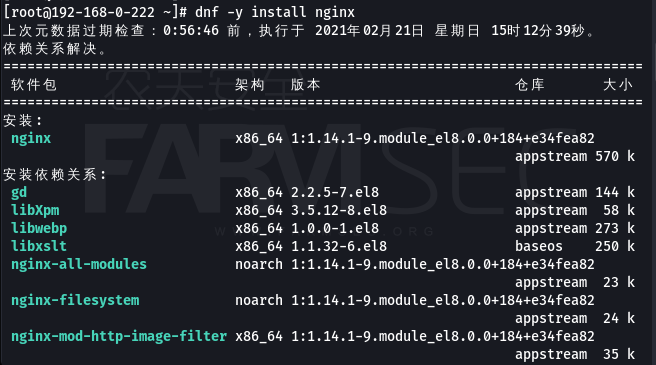 [root@192-168-0-222 ~]# dnf -y install nginx
上次元数据过期检查：0:56:46 前，执行于 2021年02月21日 星期日 15时12分39秒。
依赖关系解决。
================================================================================
软件包 架构 版本 仓库 大小
================================================================================
安装:
nginx x86_64 1:1.14.1-9.module_el8.0.0+184+e34fea82
appstream 570 k
安装依赖关系:
gd x86_64 2.2.5-7.el8 appstream 144 k
libXpm x86_64 3.5.12-8.el8 appstream 58 k
libwebp x86_64 1.0.0-1.el8 appstream 273 k
libxslt x86_64 1.1.32-6.el8 baseos 250 k
nginx-all-modules noarch 1:1.14.1-9.module_el8.0.0+184+e34fea82
appstream 23 k
nginx-filesystem noarch 1:1.14.1-9.module_el8.0.0+184+e34fea82
appstream 24 k
nginx-mod-http-image-filter x86_64 1:1.14.1-9.module_el8.0.0+184+e34fea82
appstream 35 k
农夫安全
FARMSEC